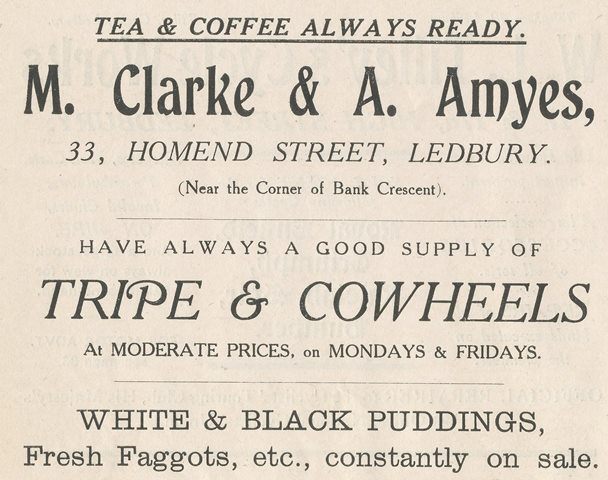 TEA & COFFEE ALWAYS READY.
M. Clarke & A. Amyes,
33, HOMEND STREET, LEDBURY.
(Near the Corner of Bank Crescent).
HAVE ALWAYS A GOOD SUPPLY OF
TRIPE & COWHEELS
At MODERATE PRICES, on MONDAYS & FRIDAYS.
WHITE & BLACK PUDDINGS,
Fresh Faggots, etc., constantly on sale.